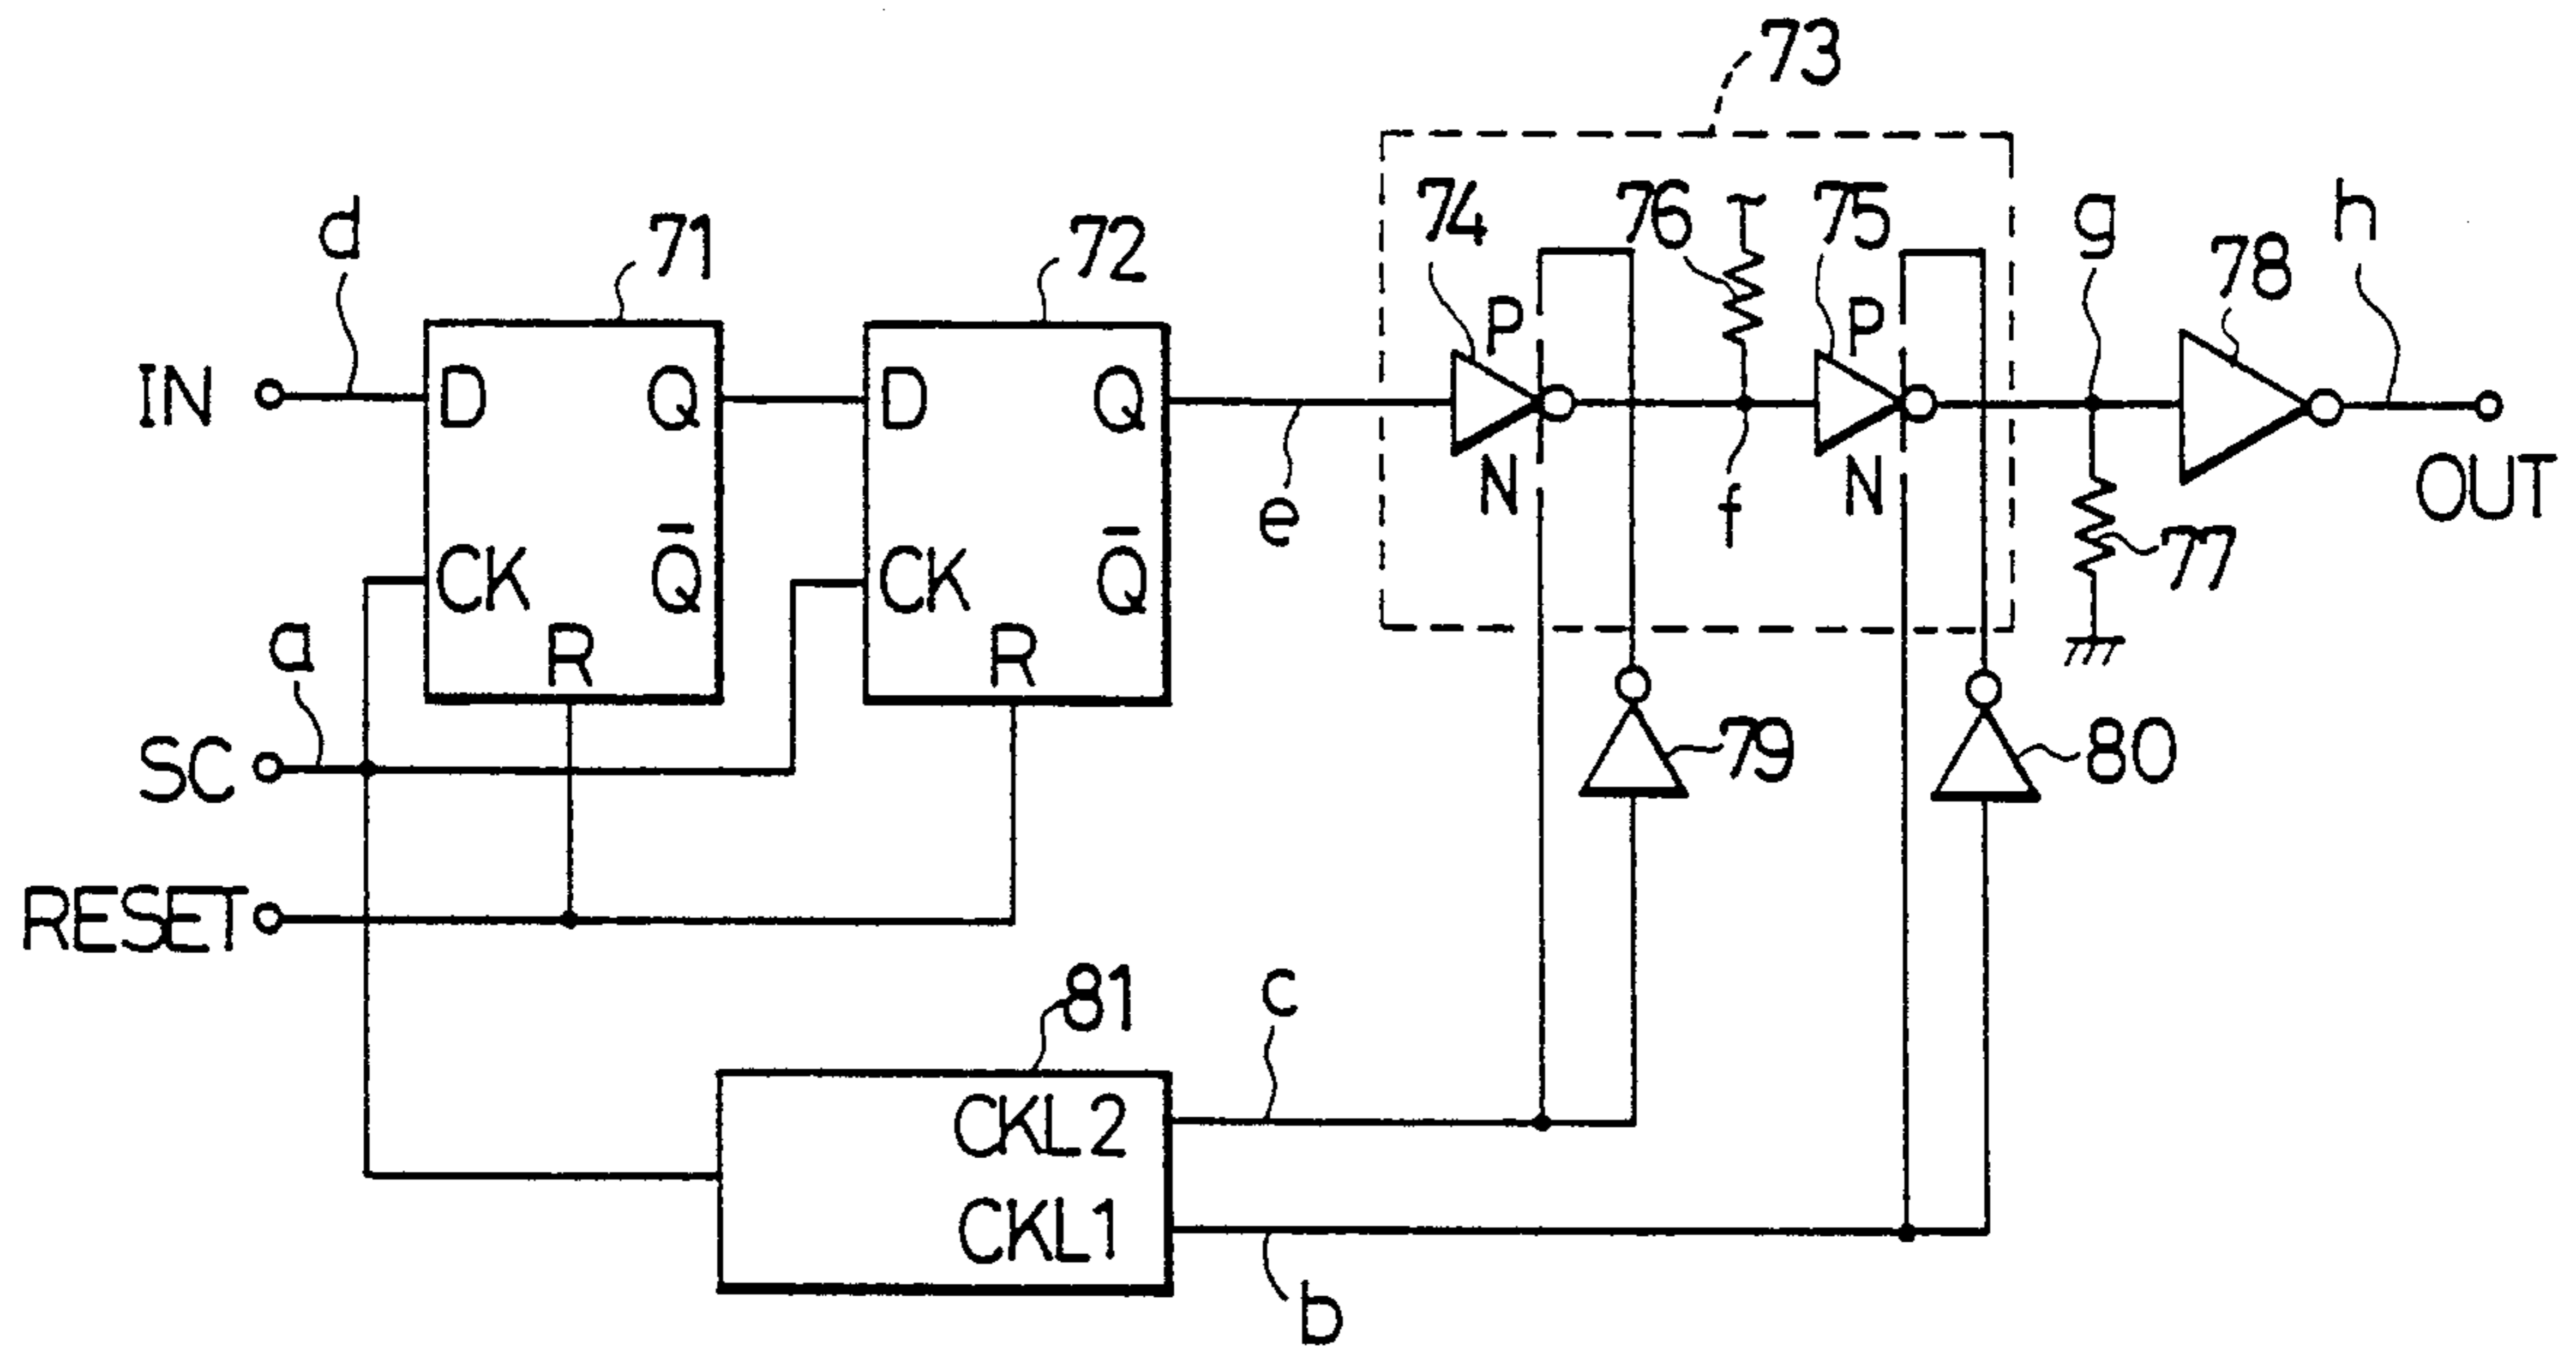 73
d
71
72
74
76
75
g
h
78
P
P
IN
D
Q
D
Q
N
f
N
OUT
e
CK
Q̅
CK
Q̅
77
a
R
R
SC
79
80
RESET
81
c
CKL2
CKL1
b